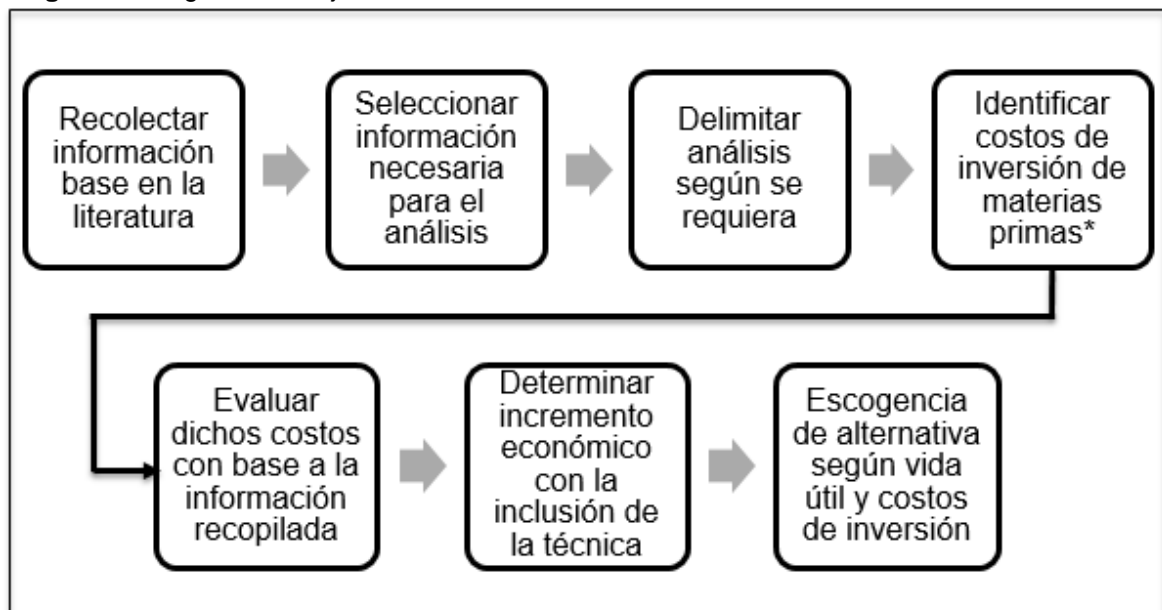 Recolectar
información
base en la
literatura
Seleccionar
información
necesaria
para el
análisis
Delimitar
análisis
según se
requiera
Identificar
costos de
inversión de
materias
primas*
Evaluar
dichos costos
con base a la
información
recopilada
Determinar
incremento
económico
con la
inclusión de
la técnica
Escogencia
de alternativa
según vida
útil y costos
de inversión